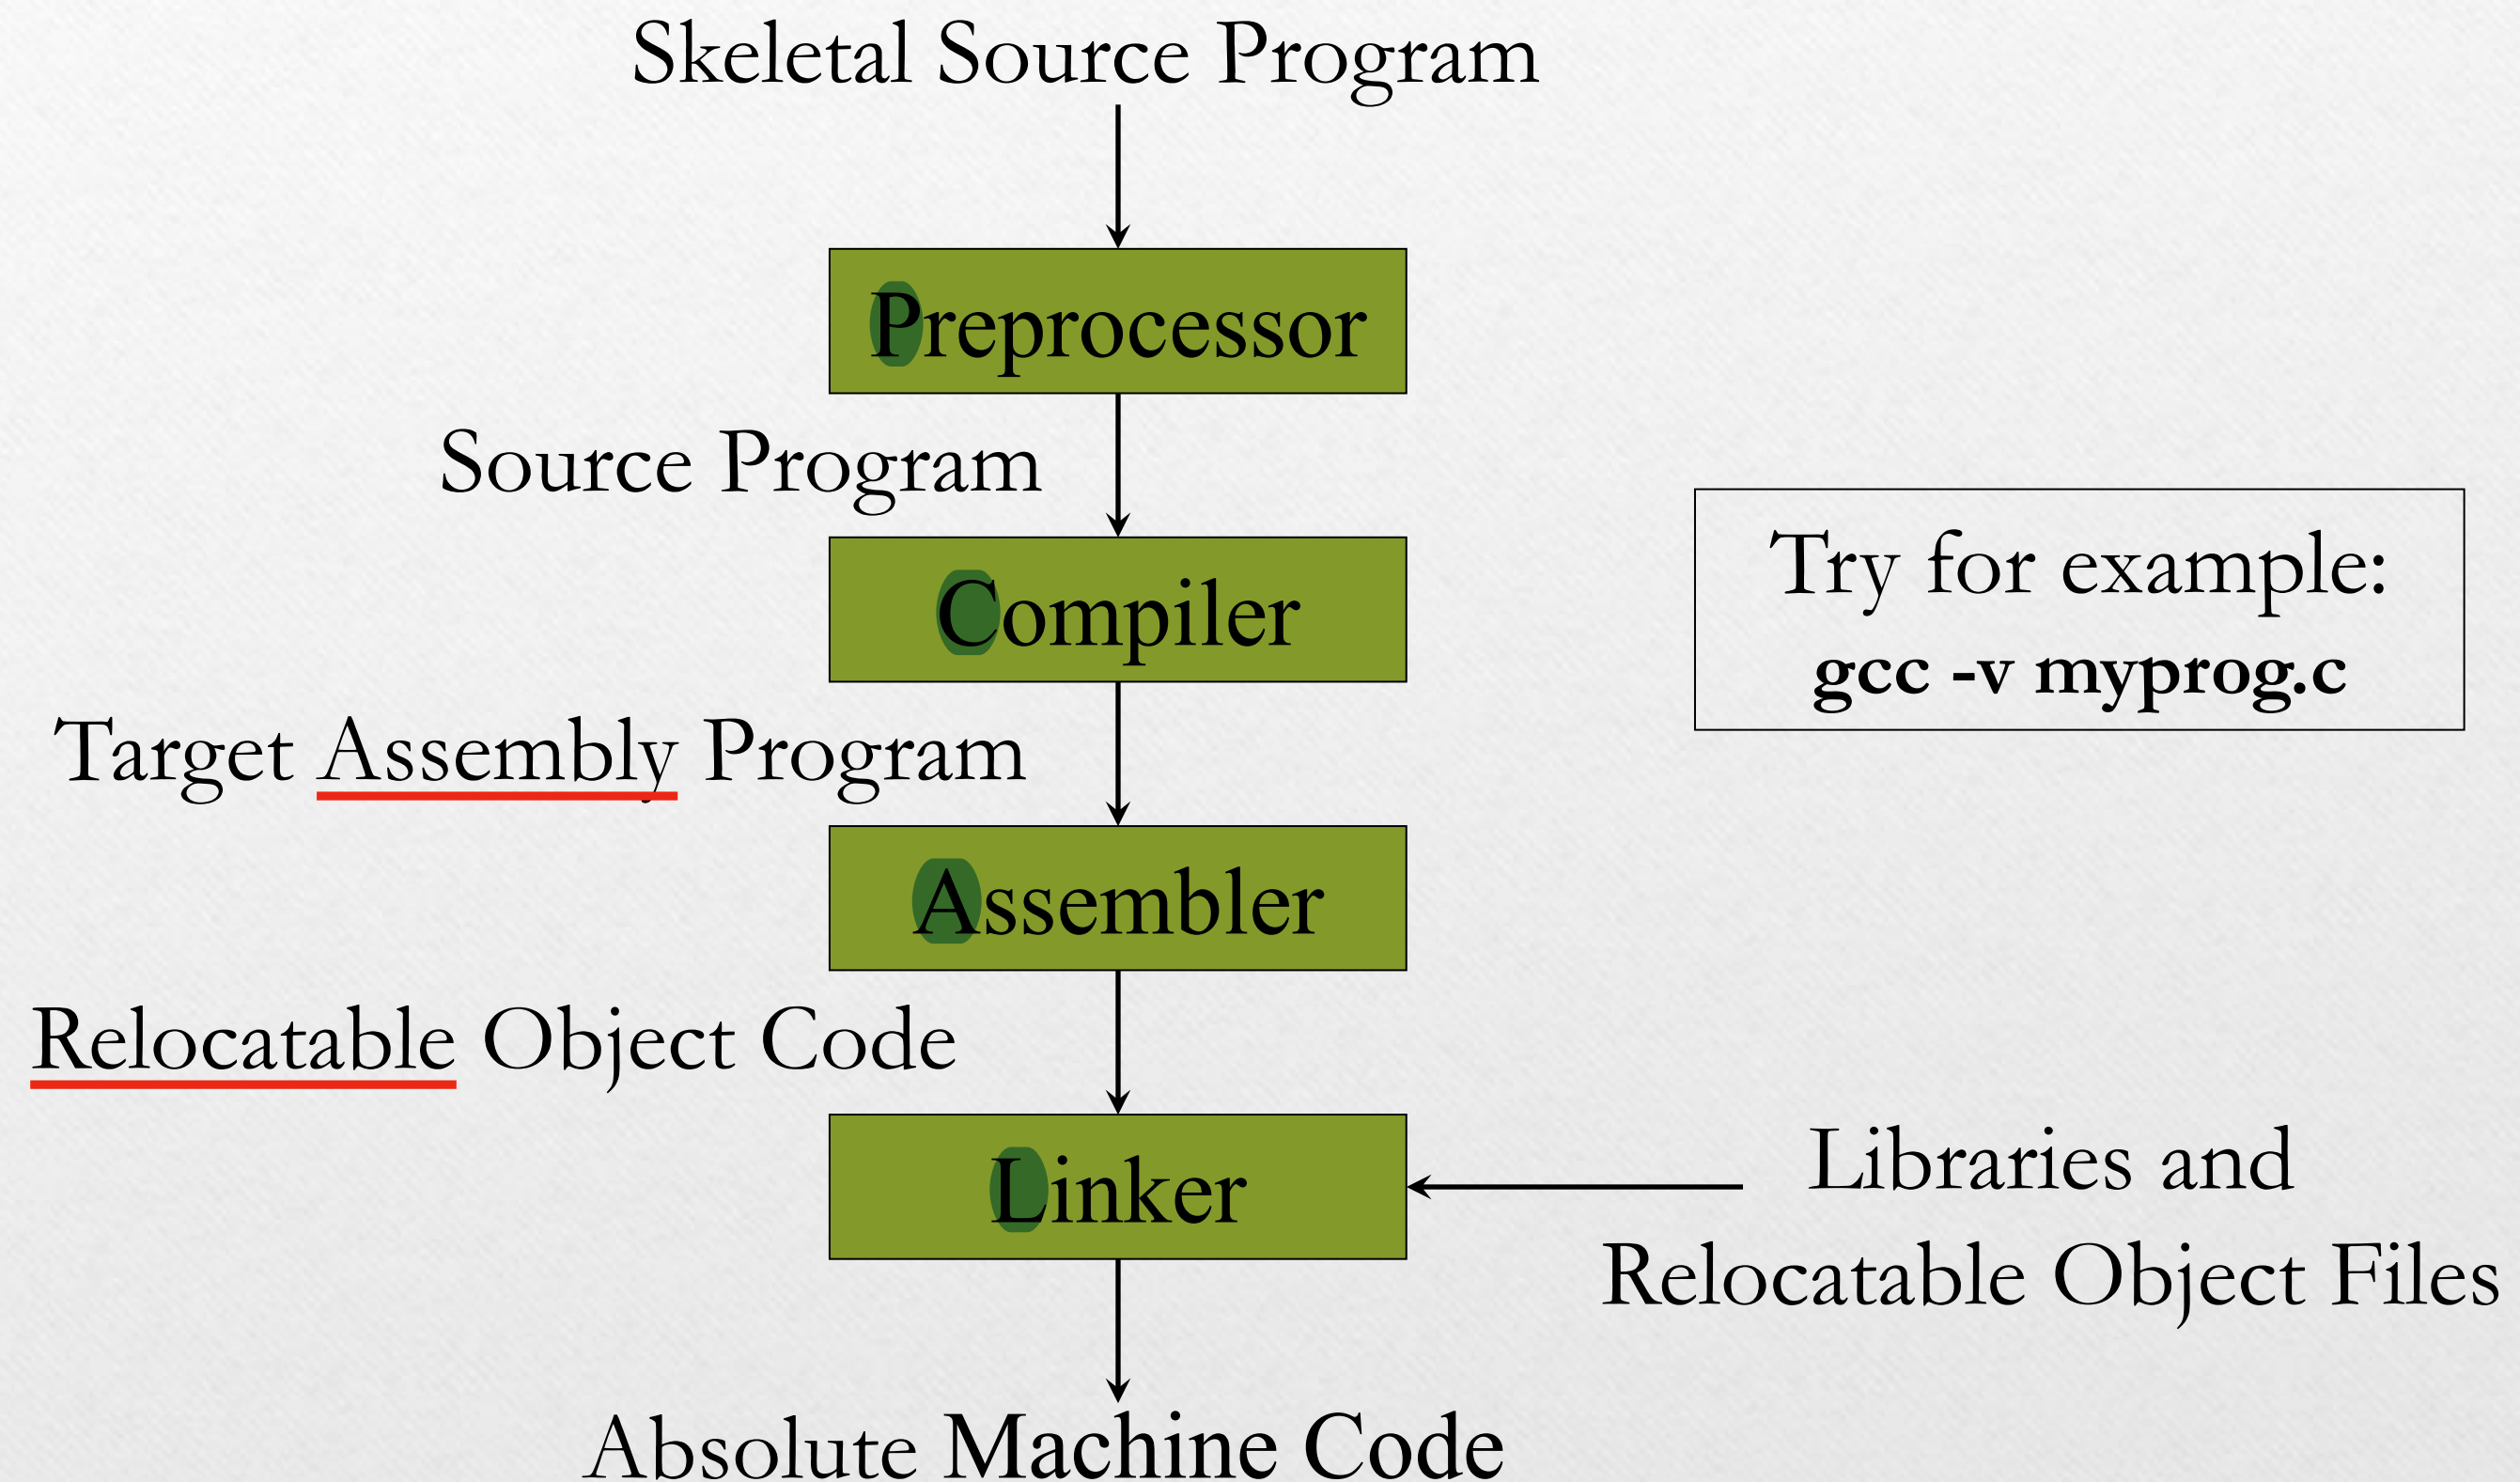 Skeletal Source Program
Preprocessor
Source Program
Compiler
Try for example:
gcc -v myprog.c
Target Assembly Program
Assembler
Relocatable Object Code
Linker
Libraries and
Relocatable Object Files
Absolute Machine Code